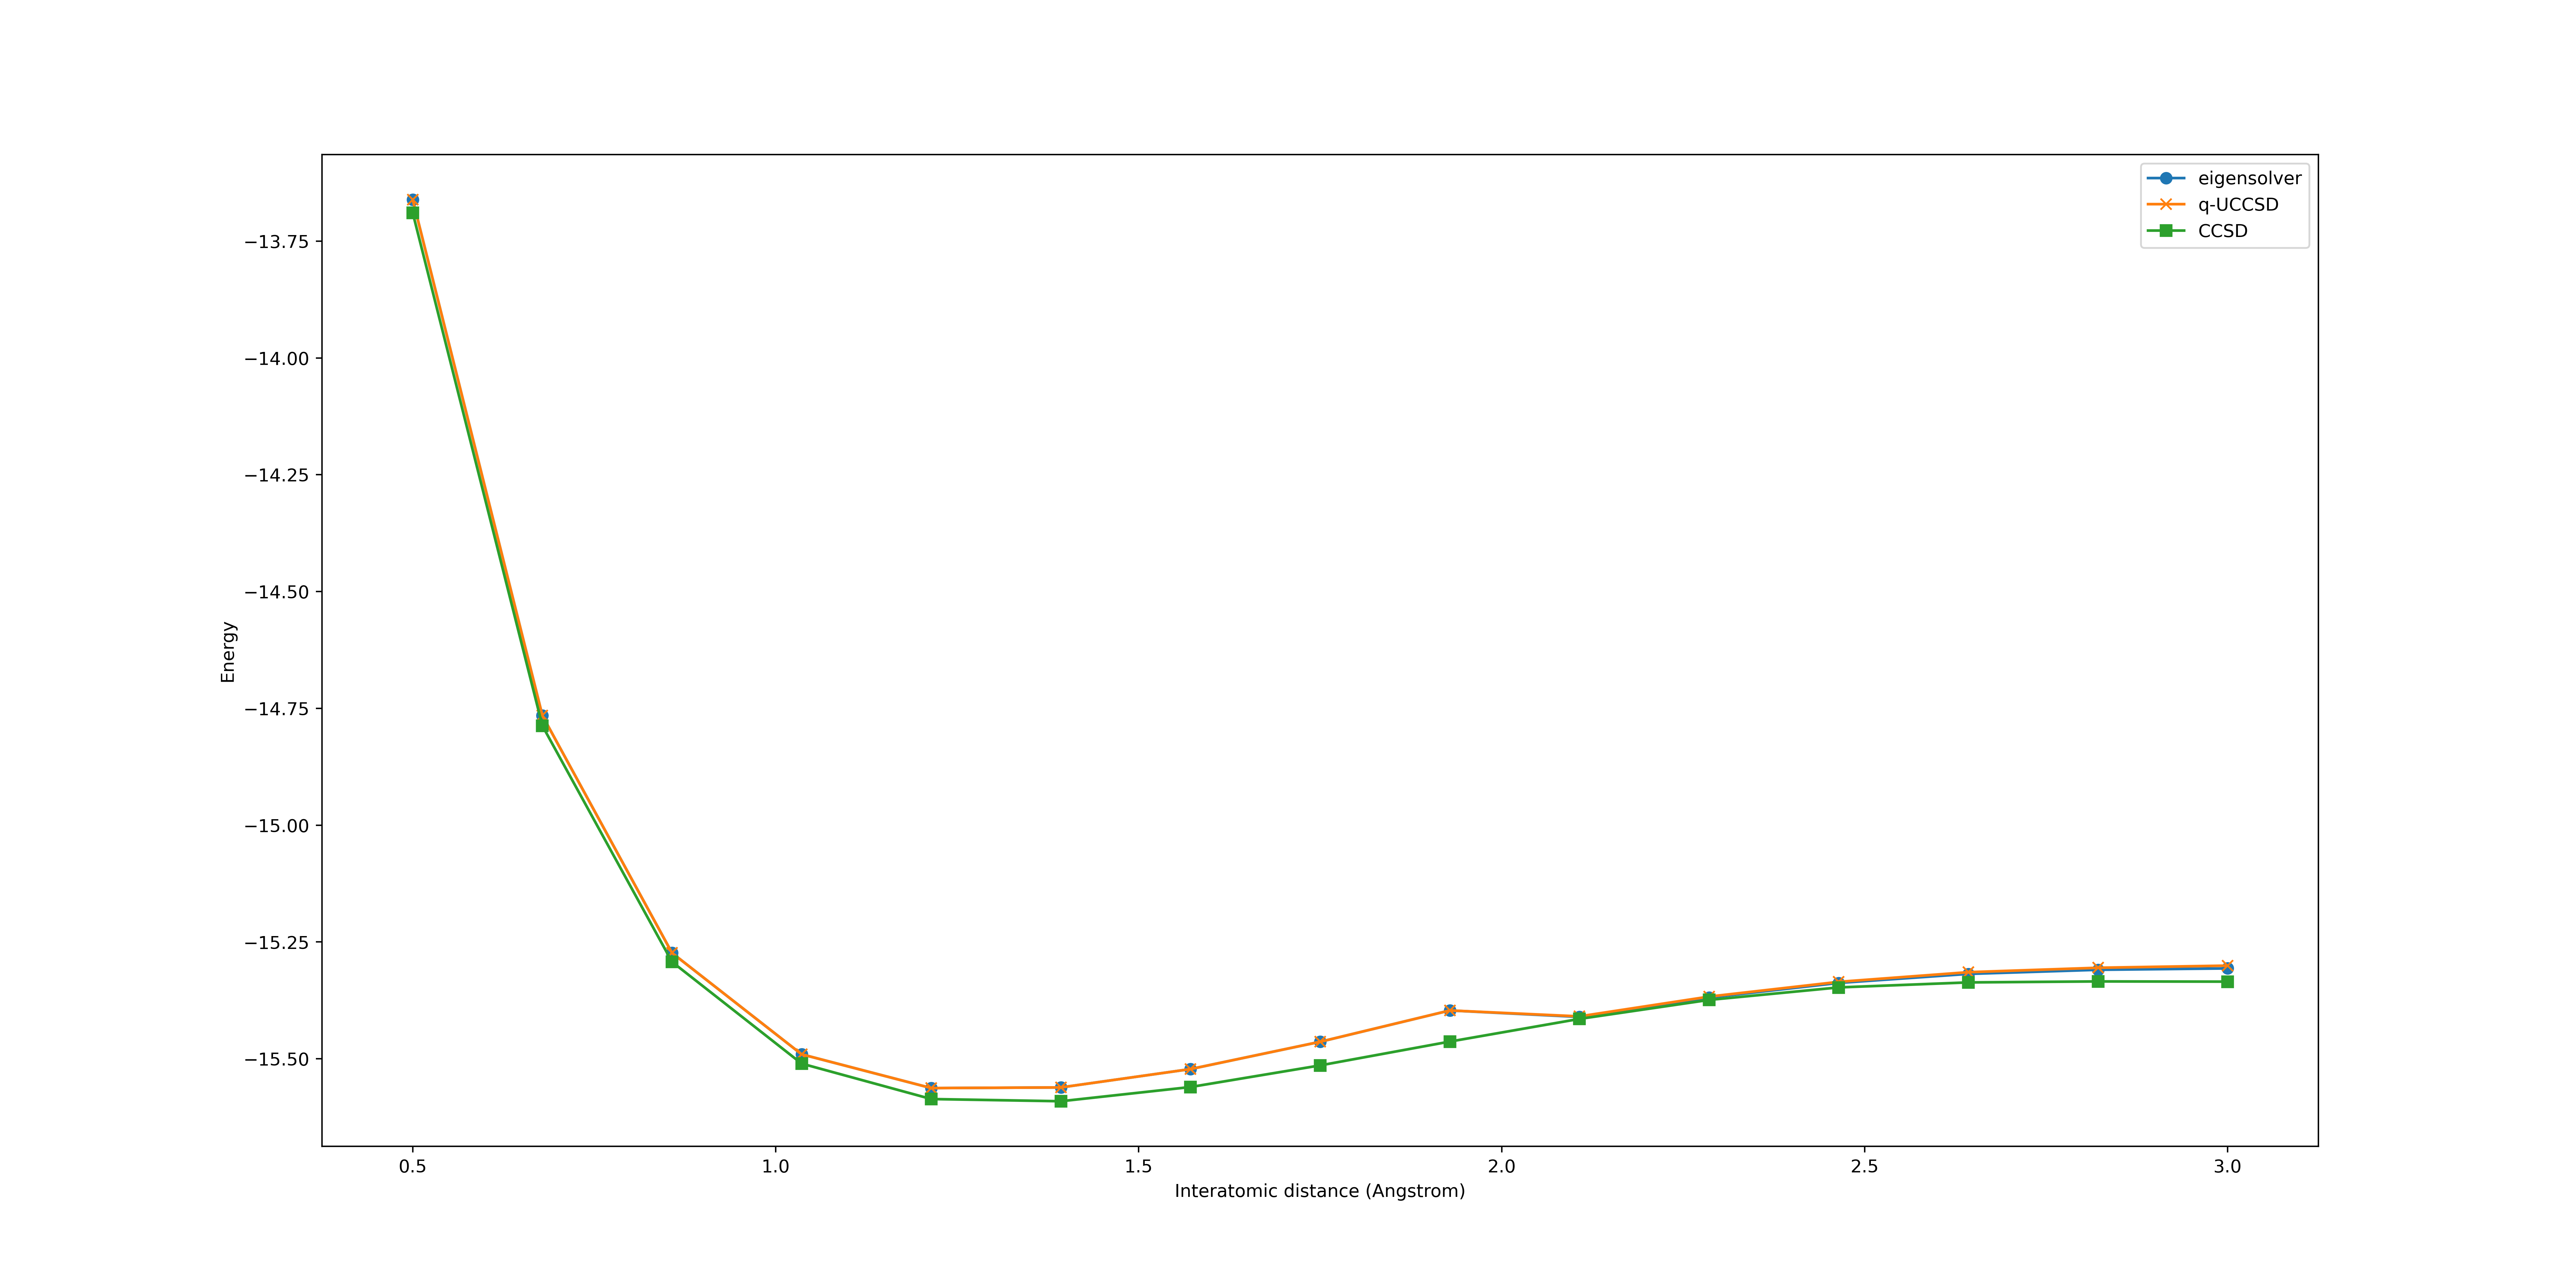 eigensolver
q-UCCSD
CCSD
−13.75
−14.00
−14.25
−14.50
−14.75
−15.00
−15.25
−15.50
Energy
0.5 1.0 1.5 2.0 2.5 3.0
Interatomic distance (Angstrom)